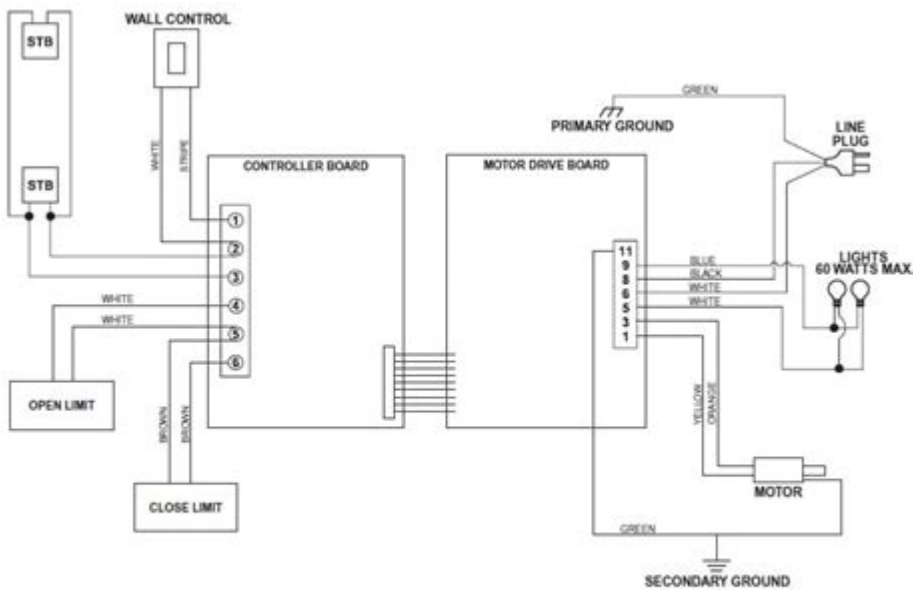 STB
STB
WALL CONTROL
WHITE
STRIPE
CONTROLLER BOARD
1
2
3
4
5
6
WHITE
WHITE
OPEN LIMIT
BROWN
BROWN
CLOSE LIMIT
MOTOR DRIVE BOARD
11
9
8
6
5
3
1
GREEN
PRIMARY GROUND
LINE
PLUG
BLUE
BLACK
WHITE
WHITE
LIGHTS
60 WATTS MAX.
YELLOW
ORANGE
MOTOR
GREEN
SECONDARY GROUND